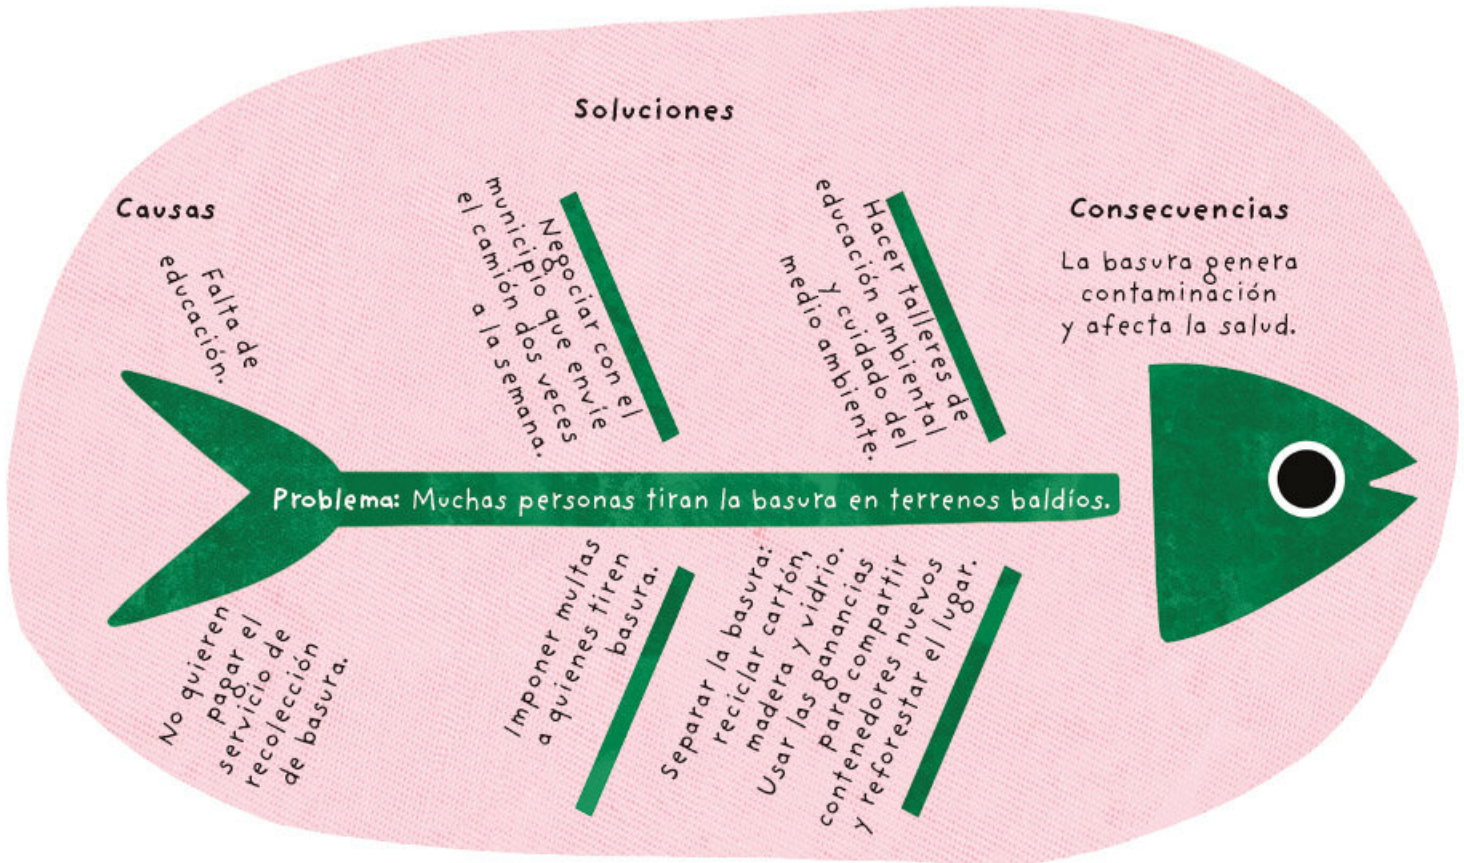 Soluciones
Causas
Falta de
educación.
No quieren
pagar el
servicio de
recolección
de basura.
Negociar con el
municipio que envíe
el camión dos veces
a la semana.
Hacer talleres de
educación ambiental
y cuidado del
medio ambiente.
Consecuencias
La basura genera
contaminación
y afecta la salud.
Problema: Muchas personas tiran la basura en terrenos baldíos.
Imponer multas
a quienes tiren
basura.
Separar la basura:
reciclar cartón,
madera y vidrio.
Usar las ganancias
para compartir
contenedores nuevos
y reforestar el lugar.